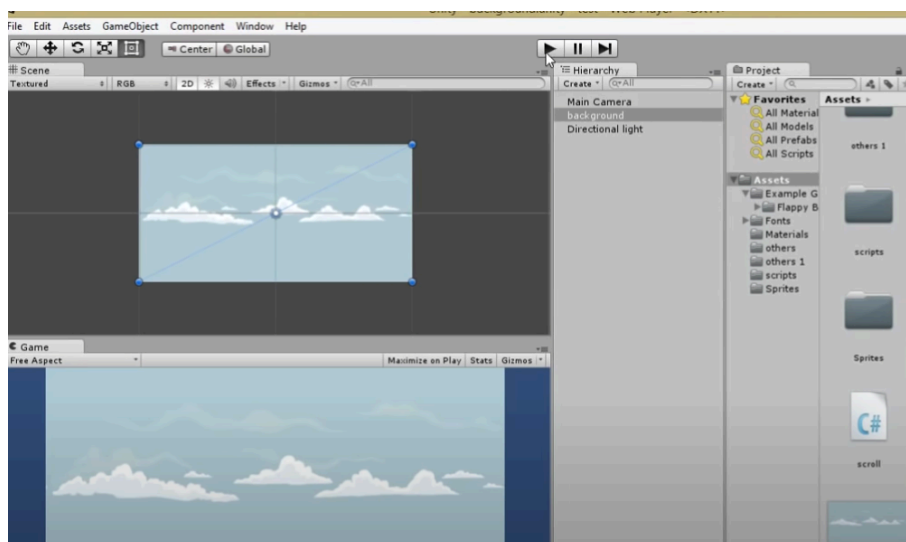 File Edit Assets GameObject Component Window Help
Center Global
Scene
Textured RGB 2D Effects Gizmos All
Game
Free Aspect Maximize on Play Stats Gizmos
Hierarchy
Create All
Main Camera
background
Directional light
Project
Create
Favorites
All Material
All Models
All Prefabs
All Scripts
Assets
Example G
Flappy B
Fonts
Materials
others
others 1
scripts
Sprites
Assets
others 1
scripts
Sprites
C#
scroll